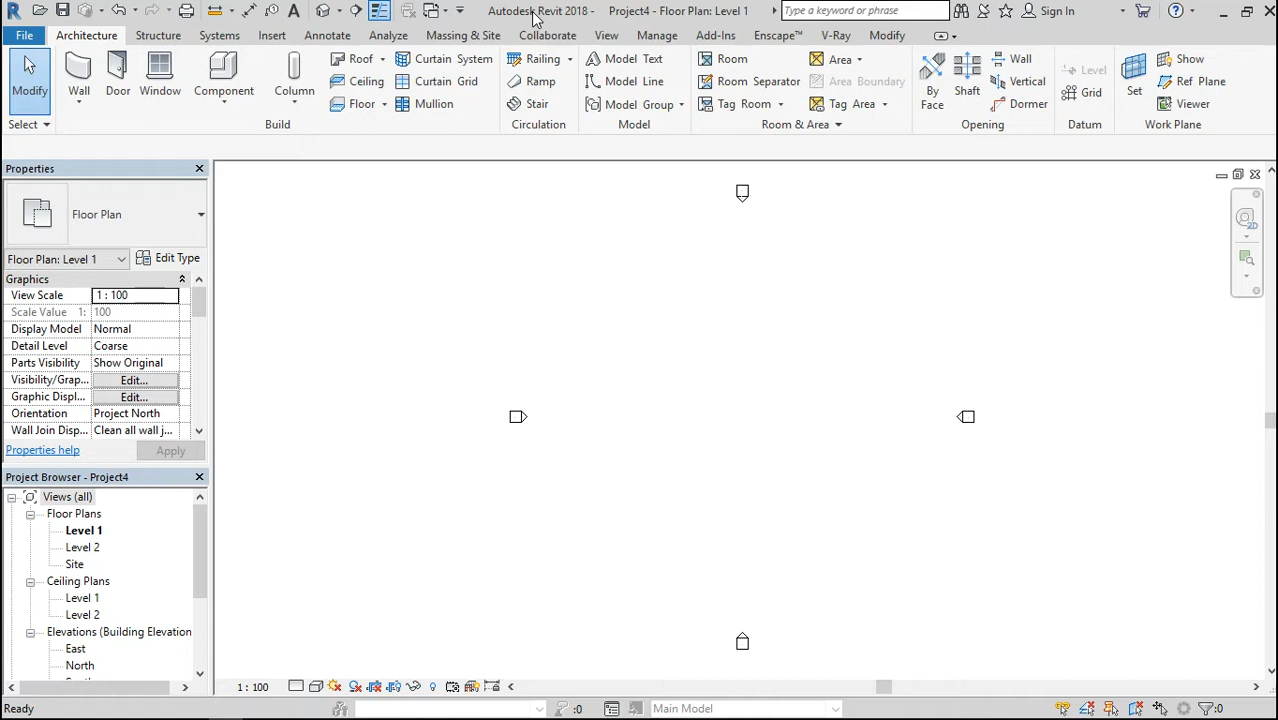 Autodesk Revit 2018 - Project4 - Floor Plan: Level 1
Type a keyword or phrase
Sign In
File Architecture Structure Systems Insert Annotate Analyze Massing & Site Collaborate View Manage Add-Ins Enscape™ V-Ray Modify
Modify
Wall
Door
Window
Component
Column
Roof
Ceiling
Floor
Curtain System
Curtain Grid
Mullion
Railing
Ramp
Stair
Model Text
Model Line
Model Group
Room
Room Separator
Tag Room
Area
Area Boundary
Tag Area
By
Face
Shaft
Wall
Vertical
Dormer
Level
Grid
Set
Show
Ref Plane
Viewer
Select Build Circulation Model Room & Area Opening Datum Work Plane
Properties
Floor Plan
Floor Plan: Level 1 Edit Type
Graphics
View Scale 1 : 100
Scale Value 1: 100
Display Model Normal
Detail Level Coarse
Parts Visibility Show Original
Visibility/Grap... Edit...
Graphic Displ... Edit...
Orientation Project North
Wall Join Disp... Clean all wall j...
Properties help Apply
Project Browser - Project4
Views (all)
Floor Plans
Level 1
Level 2
Site
Ceiling Plans
Level 1
Level 2
Elevations (Building Elevation
East
North
2D
1 : 100
Ready :0 Main Model :0